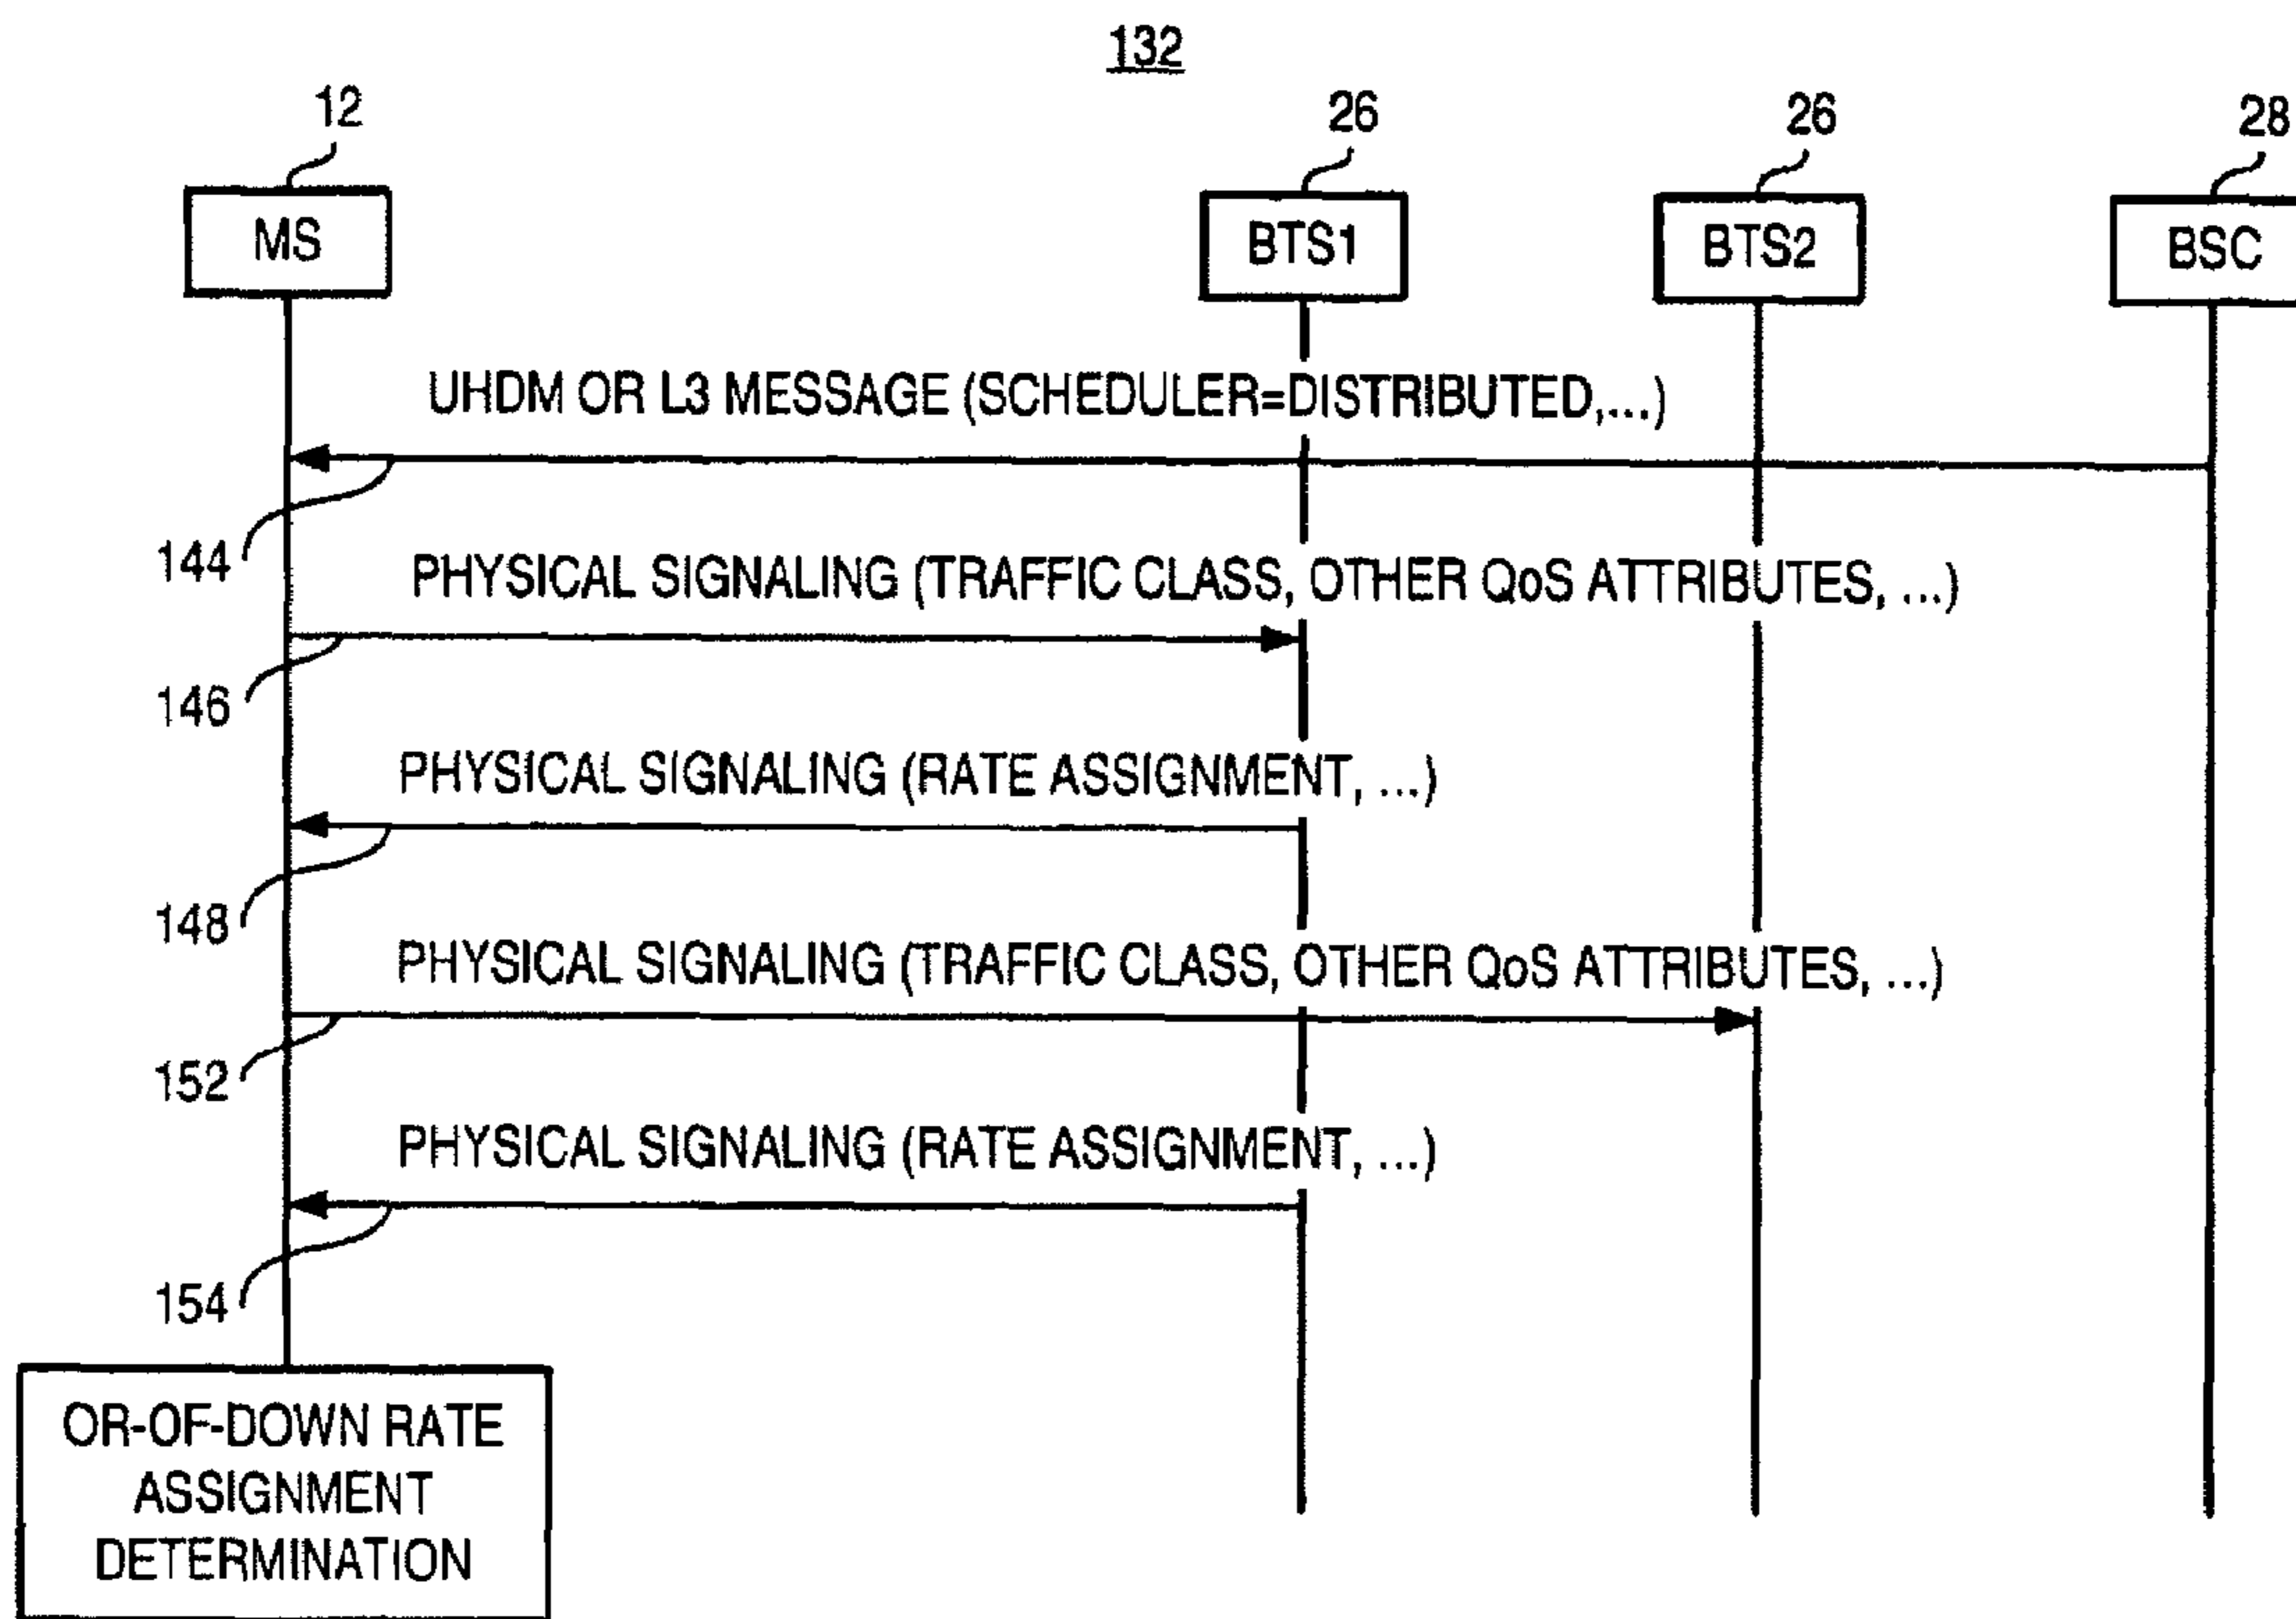 132
12
26
26
28
MS
BTS1
BTS2
BSC
UHDM OR L3 MESSAGE (SCHEDULER=DISTRIBUTED,...)
144
PHYSICAL SIGNALING (TRAFFIC CLASS, OTHER QoS ATTRIBUTES, ...)
146
PHYSICAL SIGNALING (RATE ASSIGNMENT, ...)
148
PHYSICAL SIGNALING (TRAFFIC CLASS, OTHER QoS ATTRIBUTES, ...)
152
PHYSICAL SIGNALING (RATE ASSIGNMENT, ...)
154
OR-OF-DOWN RATE
ASSIGNMENT
DETERMINATION